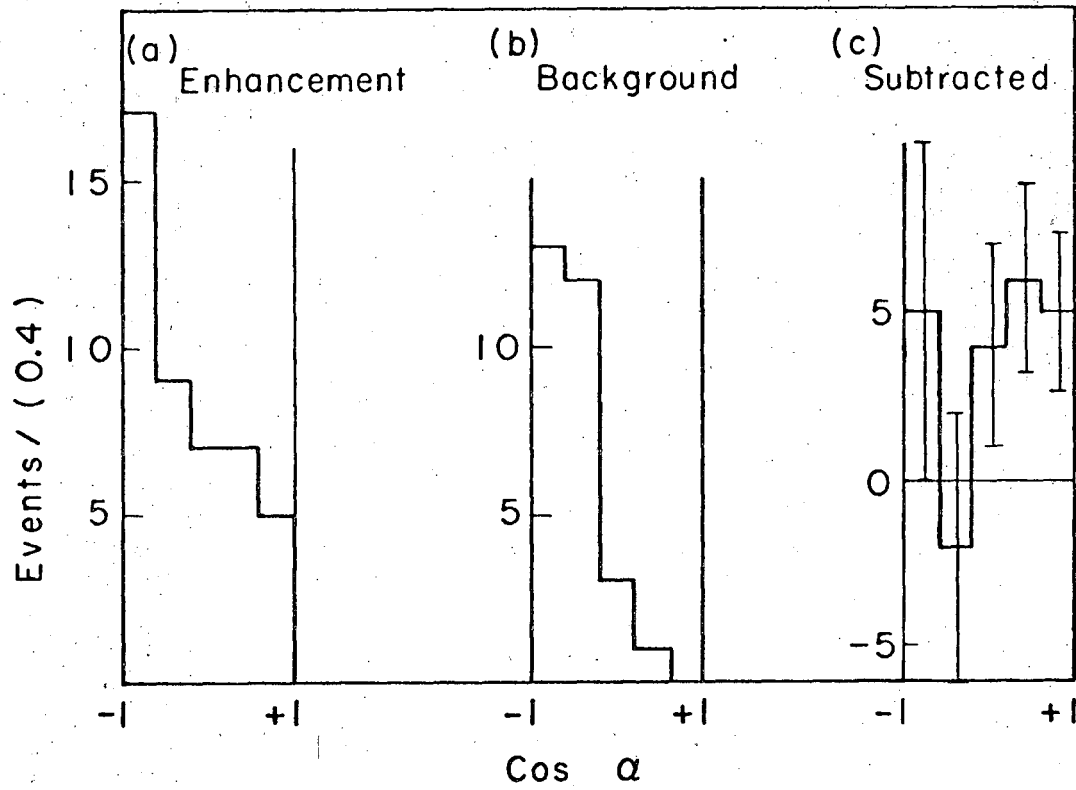 (a)
Enhancement
(b)
Background
(c)
Subtracted
15
10
5
10
5
5
0
-5
Events / (0.4)
-1
+1
-1
+1
-1
+1
Cos α